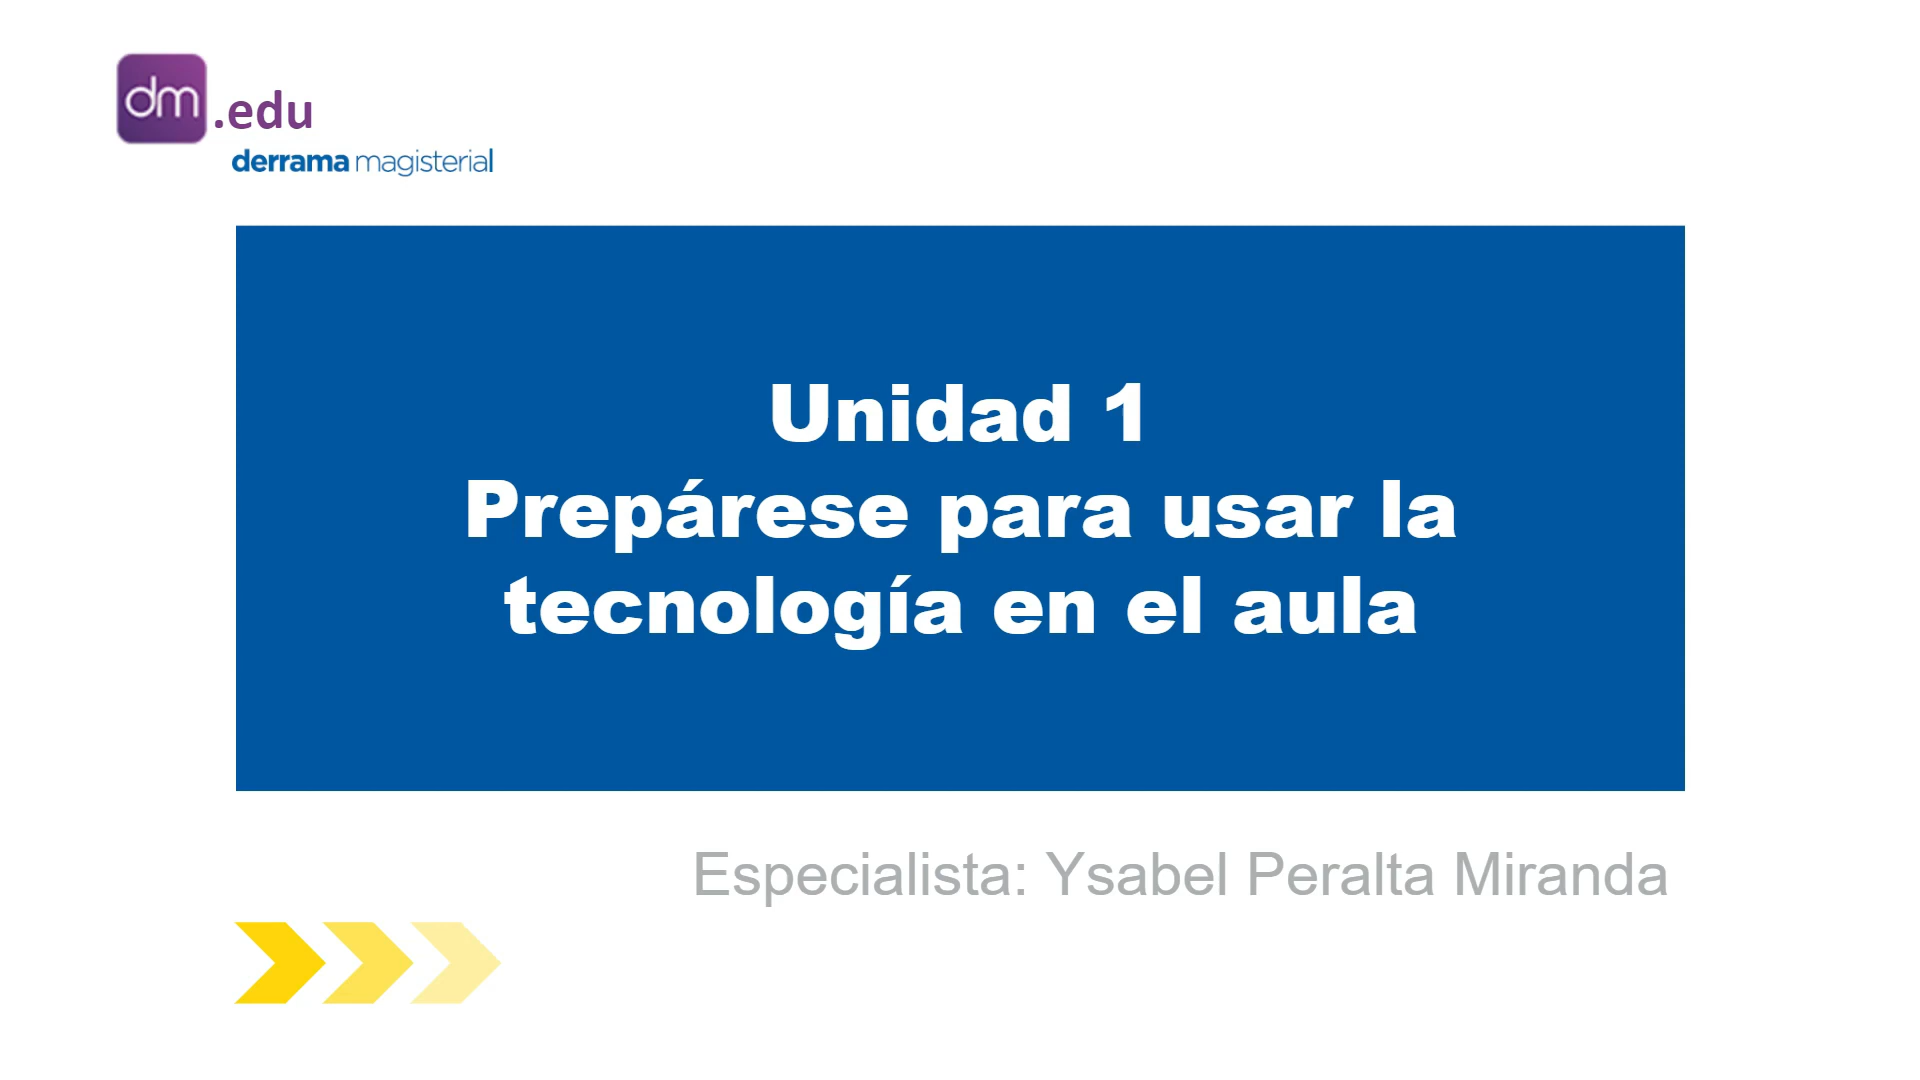 dm.edu
derrama magisterial
Unidad 1
Prepárese para usar la
tecnología en el aula
Especialista: Ysabel Peralta Miranda